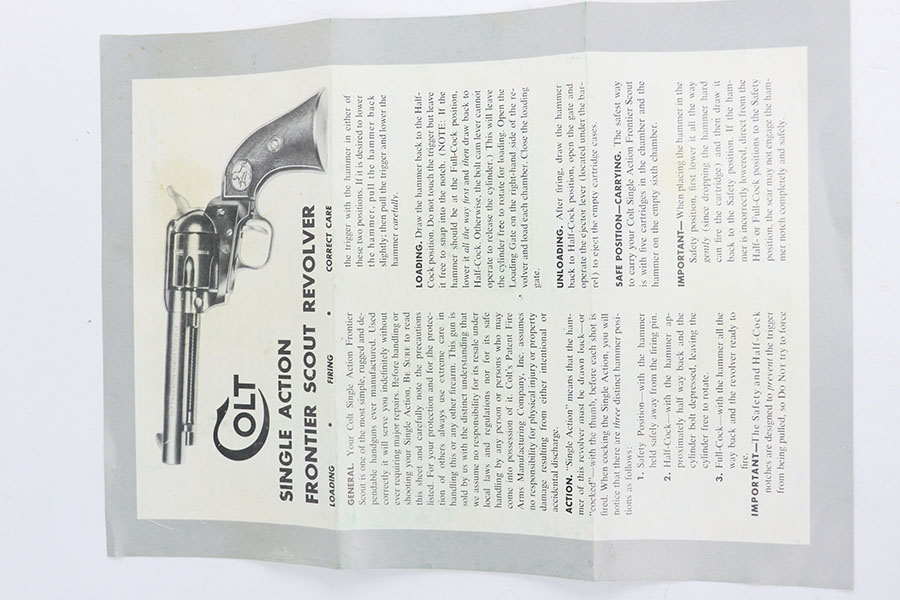 COLT
SINGLE ACTION
FRONTIER SCOUT REVOLVER
LOADING • FIRING • CORRECT CARE
GENERAL. Your Colt Single Action Frontier
Scout is one of the most simple, rugged and de-
pendable handguns ever manufactured. Used
correctly it will serve you indefinitely without
ever requiring major repairs. Before handling or
shooting your Single Action, BE SURE to read
this sheet and carefully note the precautions
listed. For your protection and for the protec-
tion of others always use extreme care in
handling this or any other firearm. This gun is
sold by us with the distinct understanding that
we assume no responsibility for its resale under
local laws and regulations nor for its safe
handling by any person or persons who may
come into possession of it. Colt's Patent Fire
Arms Manufacturing Company, Inc. assumes
no responsibility for physical injury or property
damage resulting from either intentional or
accidental discharge.
ACTION. "Single Action" means that the ham-
mer of this revolver must be drawn back—or
"cocked"—with the thumb, before each shot is
fired. When cocking the Single Action, you will
notice that there are three distinct hammer posi-
tions as follows:
1. Safety Position—with the hammer
held safely away from the firing pin.
2. Half-Cock—with the hammer ap-
proximately half way back and the
cylinder bolt depressed, leaving the
cylinder free to rotate.
3. Full-Cock—with the hammer all the
way back and the revolver ready to
fire.
IMPORTANT—The Safety and Half-Cock
notches are designed to prevent the trigger
from being pulled, so DO NOT try to force
the trigger with the hammer in either of
these two positions. If it is desired to lower
the hammer, pull the hammer back
slightly; then pull the trigger and lower the
hammer carefully.
LOADING. Draw the hammer back to the Half-
Cock position. Do not touch the trigger but leave
it free to snap into the notch. (NOTE: If the
hammer should be at the Full-Cock position,
lower it all the way first and then draw back to
Half-Cock. Otherwise, the bolt cam lever cannot
operate to release the cylinder.) This will leave
the cylinder free to rotate for loading. Open the
Loading Gate on the right-hand side of the re-
volver and load each chamber. Close the loading
gate.
UNLOADING. After firing, draw the hammer
back to Half-Cock position, open the gate and
operate the ejector lever (located under the bar-
rel) to eject the empty cartridge cases.
SAFE POSITION—CARRYING. The safest way
to carry your Colt Single Action Frontier Scout
is with five cartridges in the chamber and the
hammer on the empty sixth chamber.
IMPORTANT—When placing the hammer in the
Safety position, first lower it all the way
gently (since dropping the hammer hard
can fire the cartridge) and then draw it
back to the Safety position. If the ham-
mer is incorrectly lowered, direct from the
Half- or Full-Cock positions to the Safety
position, the sear may not engage the ham-
mer notch completely and safely.